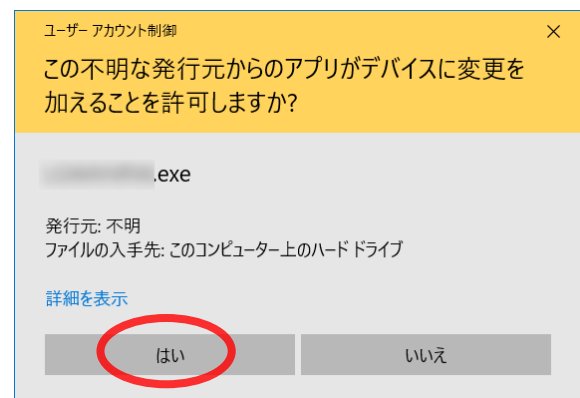 ユーザー アカウント制御
この不明な発行元からのアプリがデバイスに変更を
加えることを許可しますか?
.exe
発行元: 不明
ファイルの入手先: このコンピューター上のハード ドライブ
詳細を表示
はい
いいえ